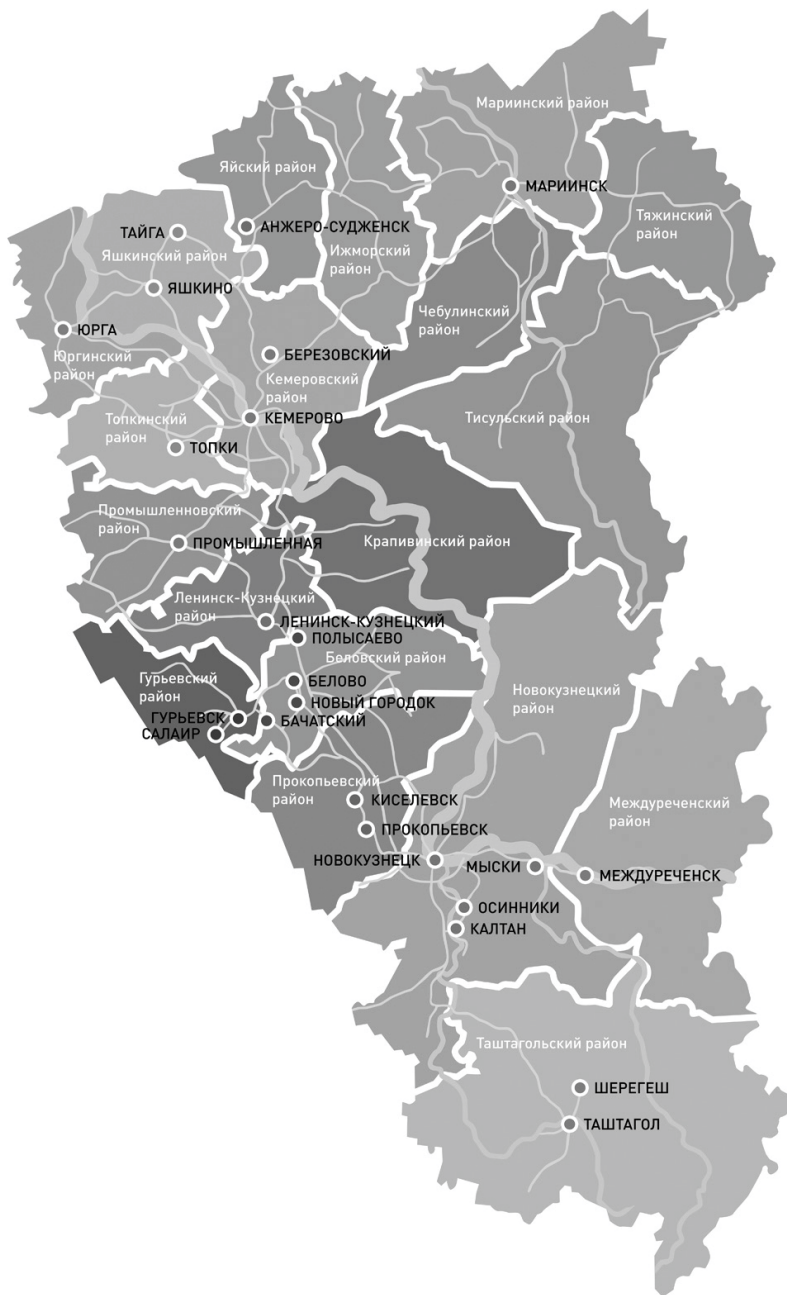 Мариинский район
Яйский район
МАРИИНСК
Тяжинский
район
ТАЙГА
АНЖЕРО-СУДЖЕНСК
Яшкинский район
Ижморский
район
ЯШКИНО
Чебулинский
район
ЮРГА
Юргинский
район
БЕРЕЗОВСКИЙ
Кемеровский
район
Топкинский
район
КЕМЕРОВО
Тисульский район
ТОПКИ
Промышленновский
район
ПРОМЫШЛЕННАЯ
Крапивинский район
Ленинск-Кузнецкий
район
ЛЕНИНСК-КУЗНЕЦКИЙ
ПОЛЫСАЕВО
Беловский район
Гурьевский
район
БЕЛОВО
Новокузнецкий
район
НОВЫЙ ГОРОДОК
ГУРЬЕВСК
БАЧАТСКИЙ
САЛАИР
Прокопьевский
район
КИСЕЛЕВСК
Междуреченский
район
ПРОКОПЬЕВСК
НОВОКУЗНЕЦК
МЫСКИ
МЕЖДУРЕЧЕНСК
ОСИННИКИ
КАЛТАН
Таштагольский район
ШЕРЕГЕШ
ТАШТАГОЛ